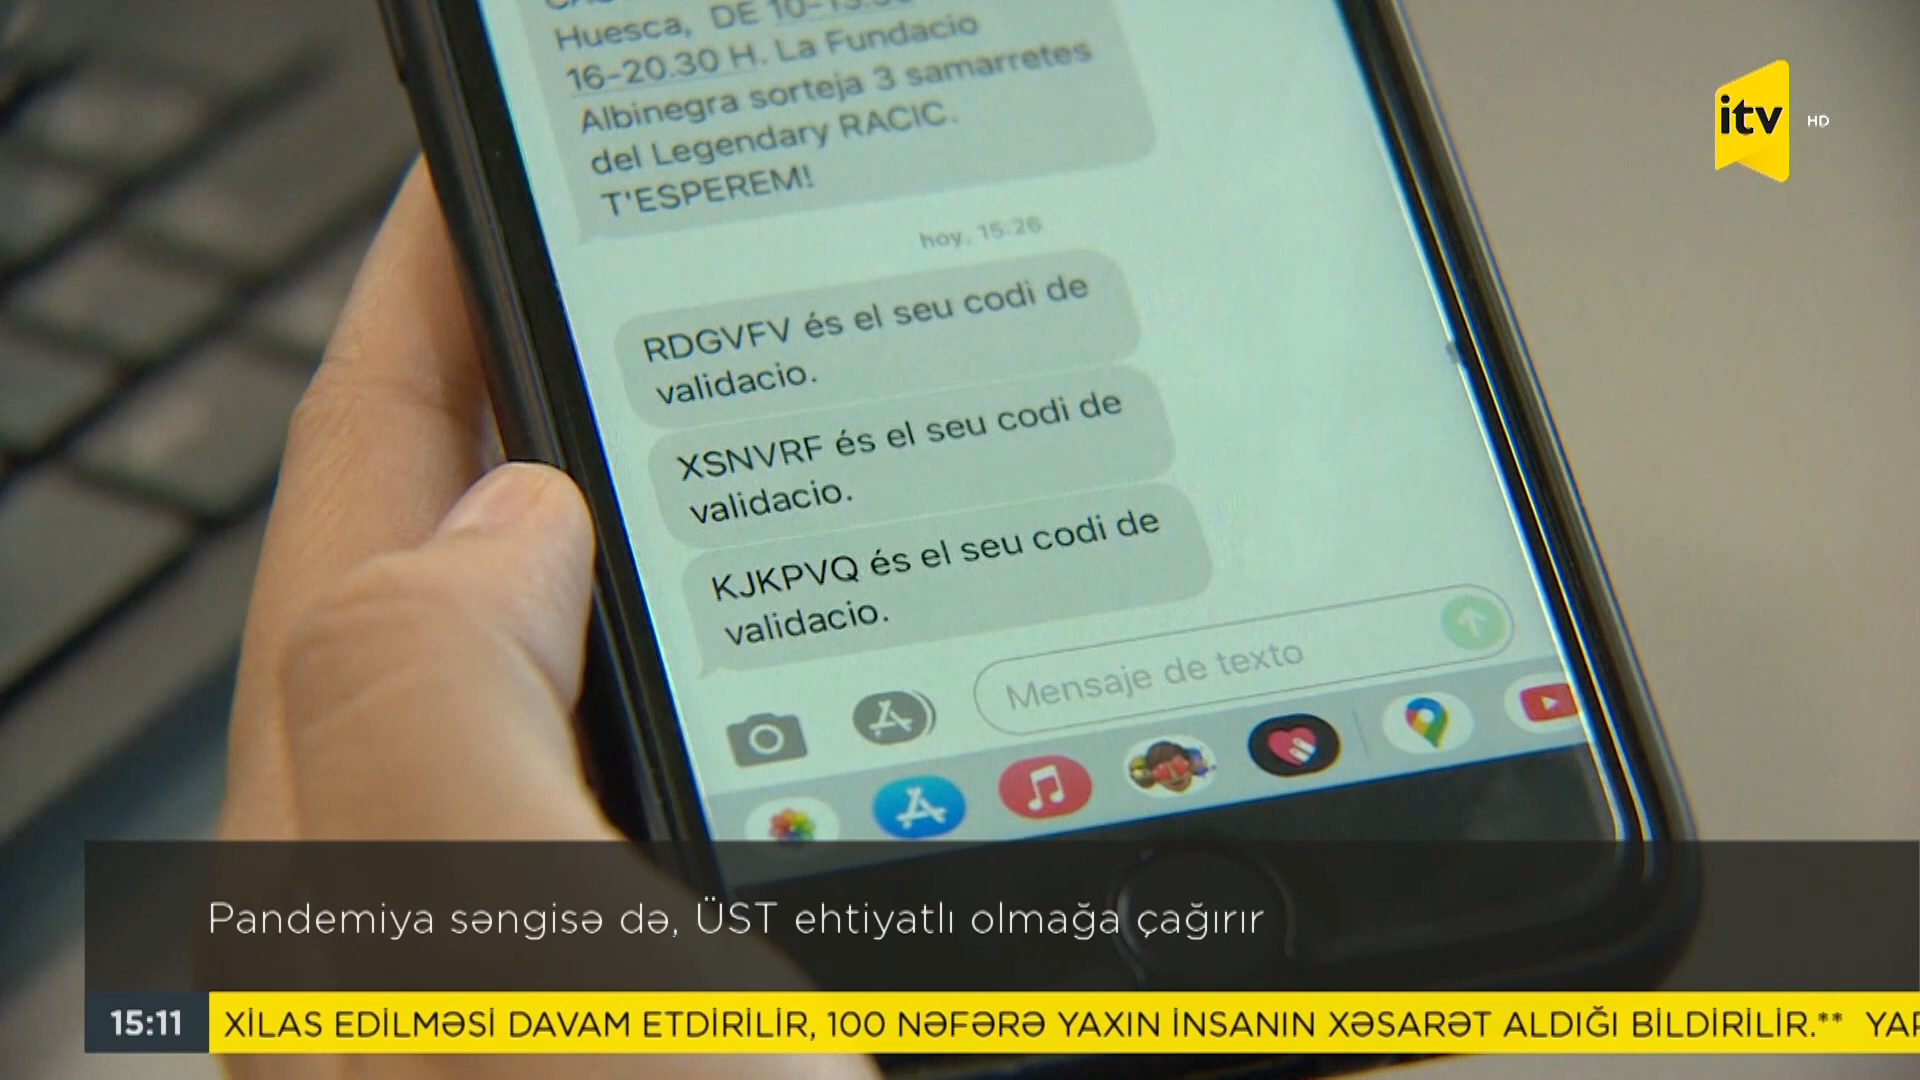 Huesca, DE 10-13.30
16-20.30 H. La Fundacio
Albinegra sorteja 3 samarretes
del Legendary RACIC.
T'ESPEREM!
hoy, 15:26
RDGVFV és el seu codi de
validacio.
XSNVRF és el seu codi de
validacio.
KJKPVQ és el seu codi de
validacio.
Mensaje de texto
itv HD
Pandemiya səngisə də, ÜST ehtiyatlı olmağa çağırır
15:11 XİLAS EDİLMƏSİ DAVAM ETDİRİLİR, 100 NƏFƏRƏ YAXIN İNSANIN XƏSARƏT ALDIĞI BİLDİRİLİR.**